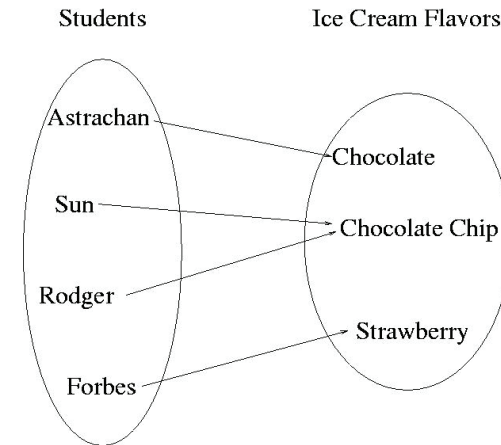 Students
Ice Cream Flavors
Astrachan
Chocolate
Sun
Chocolate Chip
Rodger
Strawberry
Forbes